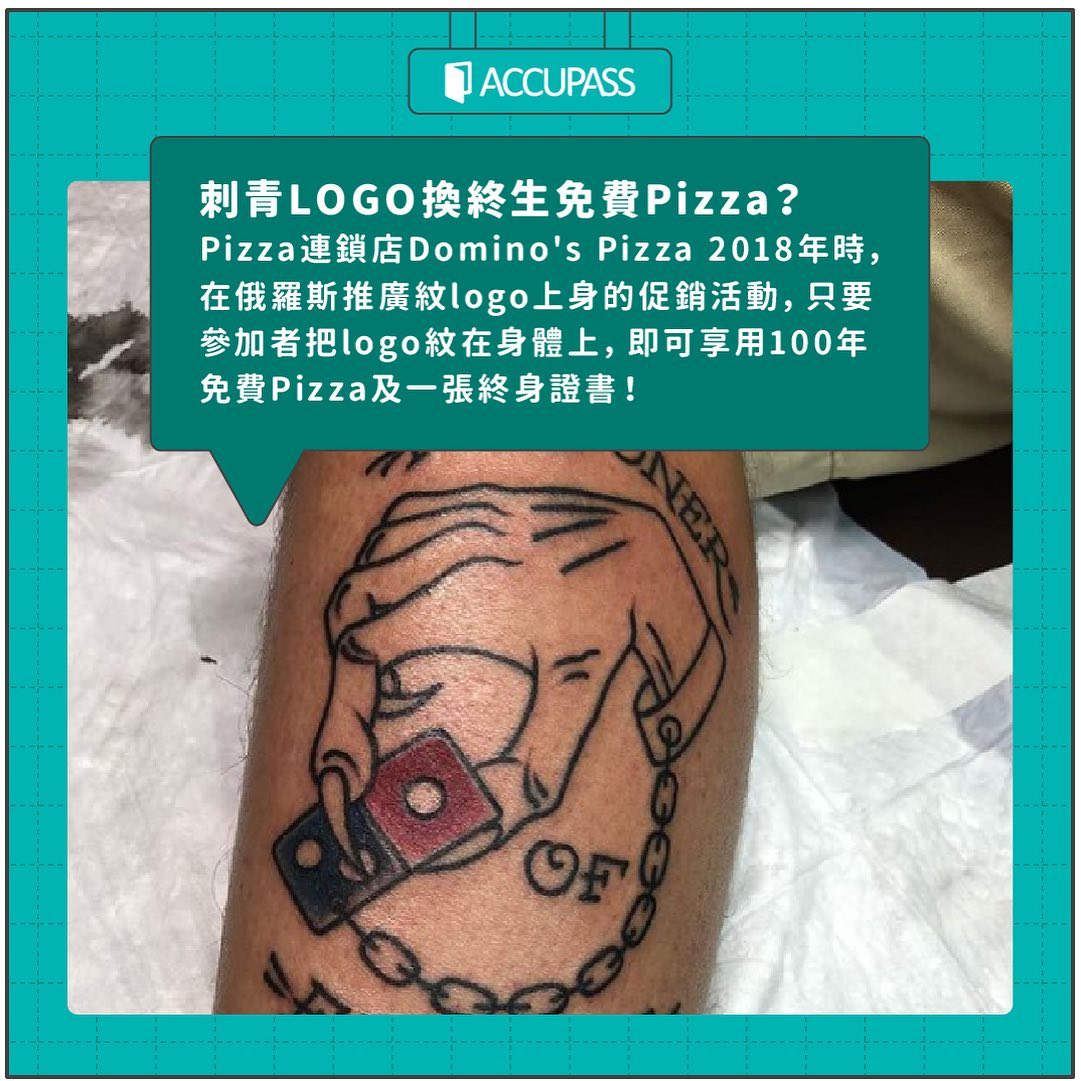 ACCUPASS
刺青LOGO換終生免費Pizza？
Pizza連鎖店Domino's Pizza 2018年時，
在俄羅斯推廣紋logo上身的促銷活動，只要
參加者把logo紋在身體上，即可享用100年
免費Pizza及一張終身證書！
OF